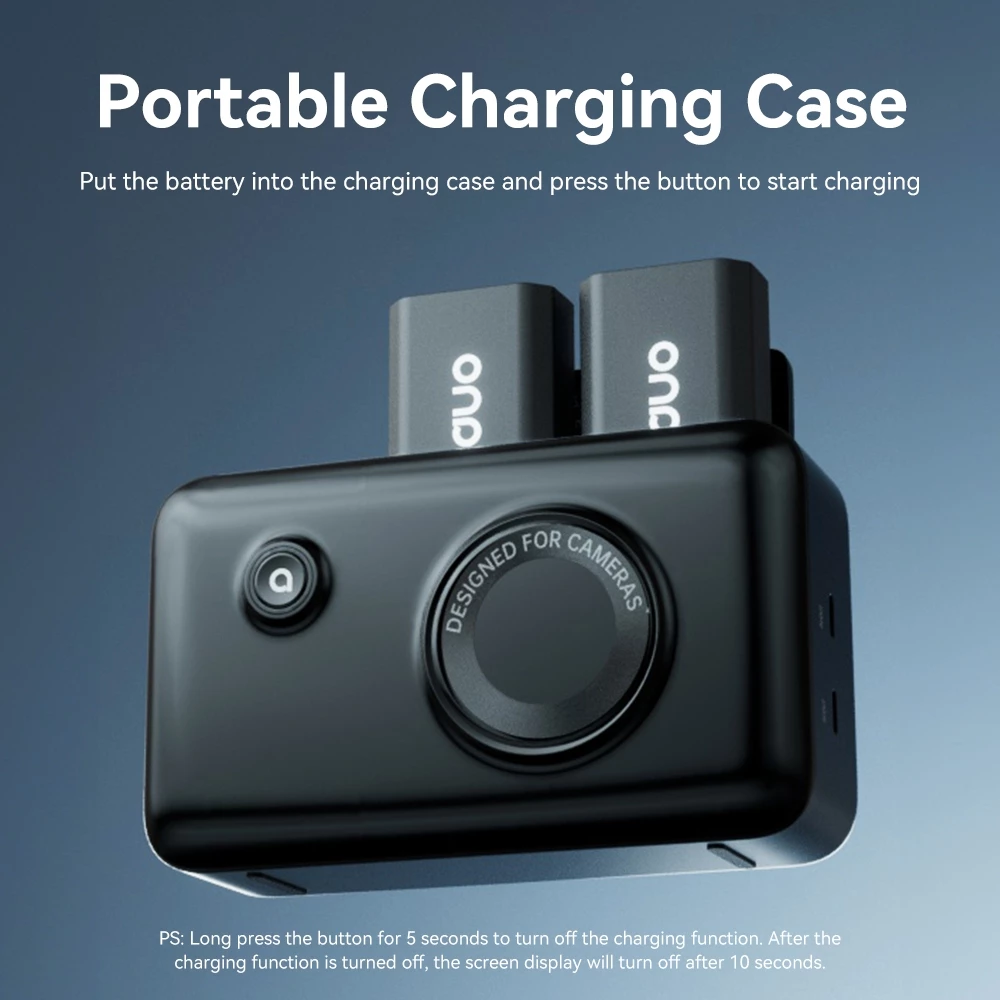 Portable Charging Case
Put the battery into the charging case and press the button to start charging
DESIGNED FOR CAMERAS
a
PS: Long press the button for 5 seconds to turn off the charging function. After the
charging function is turned off, the screen display will turn off after 10 seconds.